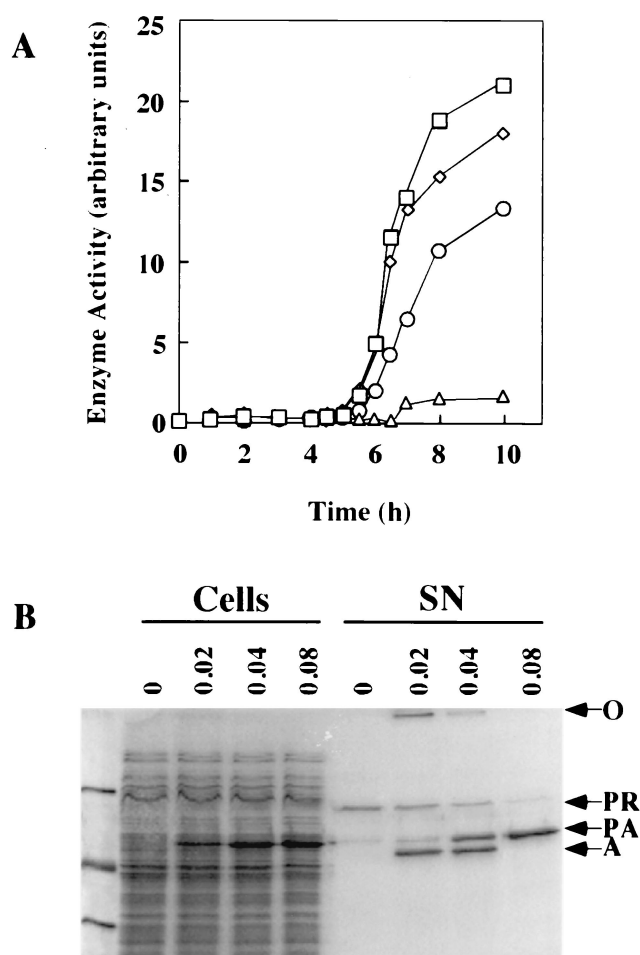 A
Enzyme Activity (arbitrary units)
25
20
15
10
5
0
0 2 4 6 8 10
Time (h)
B
Cells SN
0 0.02 0.04 0.08 0 0.02 0.04 0.08
O
PR
PA
A